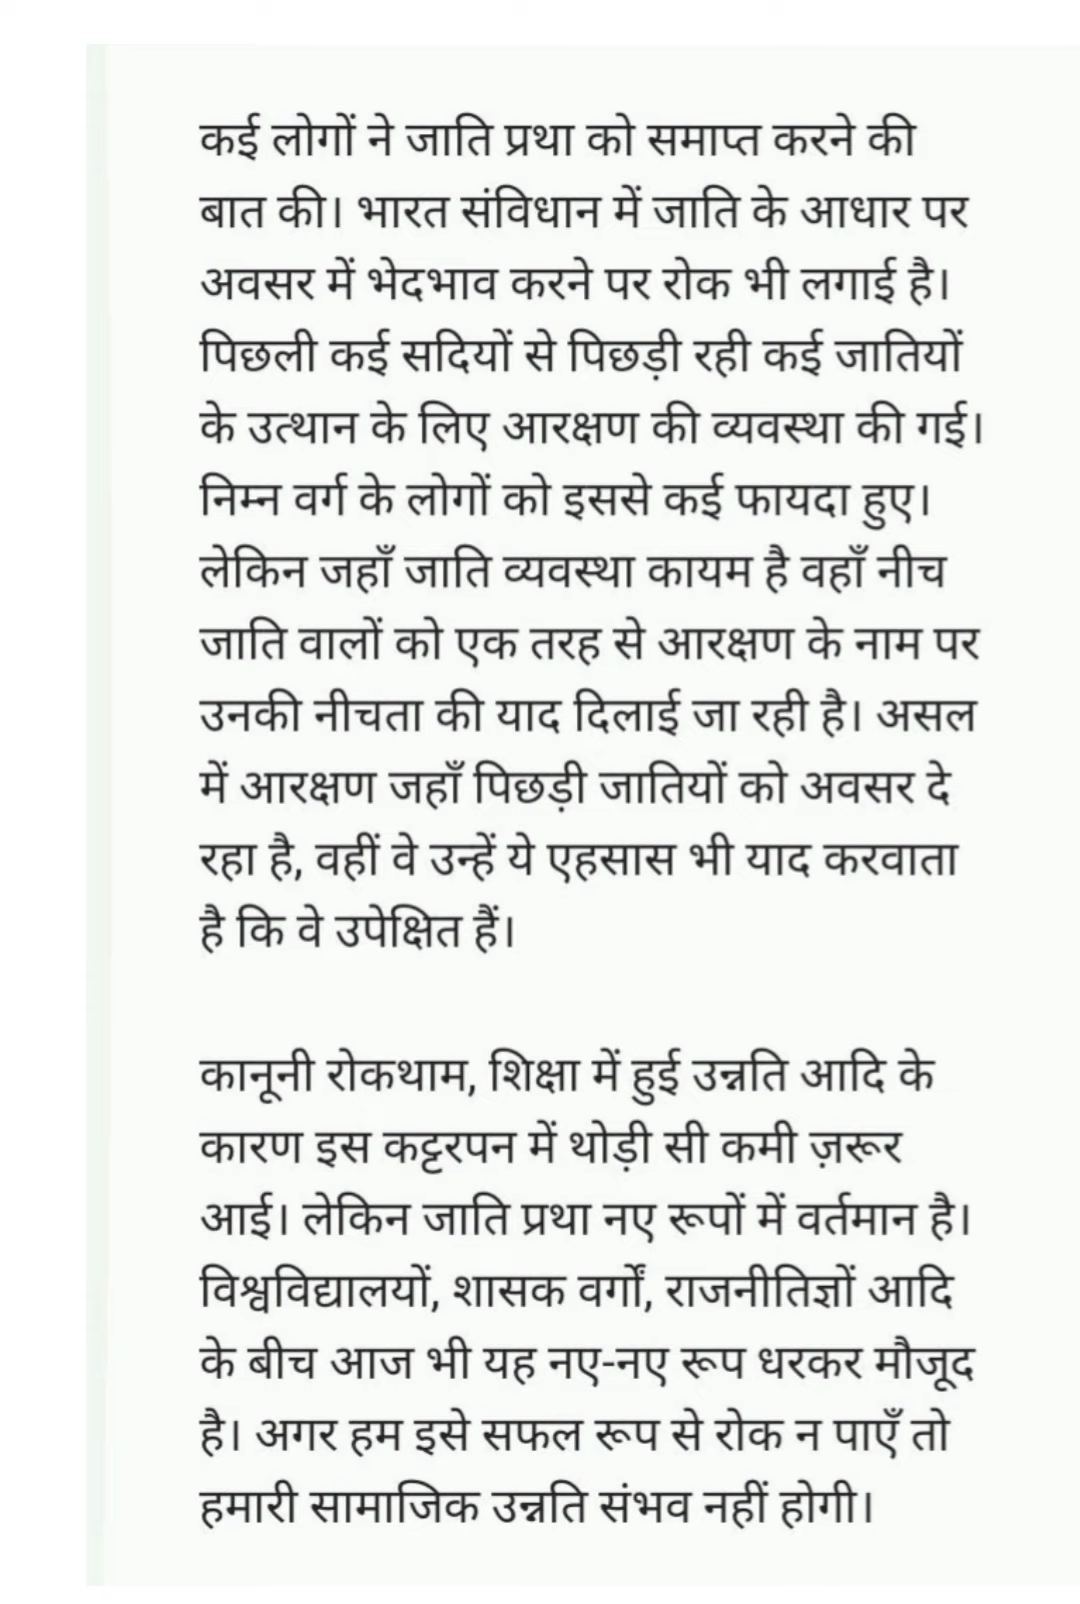 कई लोगों ने जाति प्रथा को समाप्त करने की
बात की। भारत संविधान में जाति के आधार पर
अवसर में भेदभाव करने पर रोक भी लगाई है।
पिछली कई सदियों से पिछड़ी रही कई जातियों
के उत्थान के लिए आरक्षण की व्यवस्था की गई।
निम्न वर्ग के लोगों को इससे कई फायदा हुए।
लेकिन जहाँ जाति व्यवस्था कायम है वहाँ नीच
जाति वालों को एक तरह से आरक्षण के नाम पर
उनकी नीचता की याद दिलाई जा रही है। असल
में आरक्षण जहाँ पिछड़ी जातियों को अवसर दे
रहा है, वहीं वे उन्हें ये एहसास भी याद करवाता
है कि वे उपेक्षित हैं।
कानूनी रोकथाम, शिक्षा में हुई उन्नति आदि के
कारण इस कट्टरपन में थोड़ी सी कमी ज़रूर
आई। लेकिन जाति प्रथा नए रूपों में वर्तमान है।
विश्वविद्यालयों, शासक वर्गों, राजनीतिज्ञों आदि
के बीच आज भी यह नए-नए रूप धरकर मौजूद
है। अगर हम इसे सफल रूप से रोक न पाएँ तो
हमारी सामाजिक उन्नति संभव नहीं होगी।